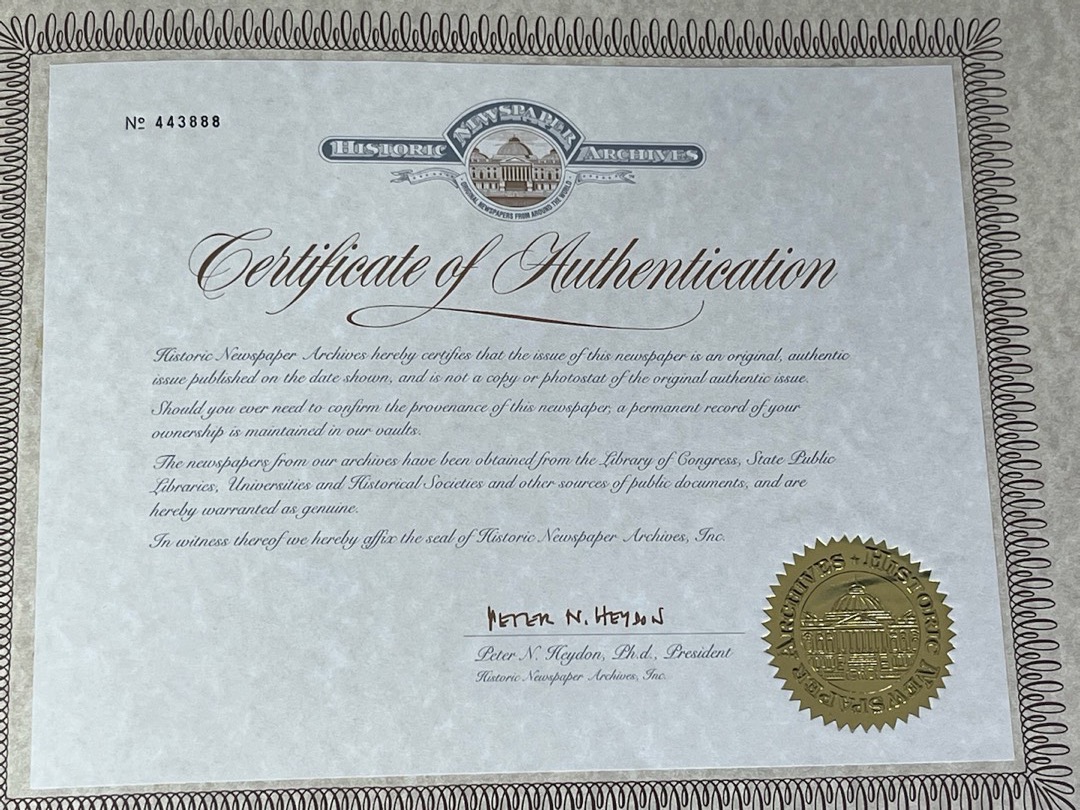 Nº 443888
HISTORIC NEWSPAPER ARCHIVES
ORIGINAL NEWSPAPERS FROM AROUND THE WORLD
Certificate of Authentication
Historic Newspaper Archives hereby certifies that the issue of this newspaper is an original, authentic
issue published on the date shown, and is not a copy or photostat of the original authentic issue.
Should you ever need to confirm the provenance of this newspaper, a permanent record of your
ownership is maintained in our vaults.
The newspapers from our archives have been obtained from the Library of Congress, State Public
Libraries, Universities and Historical Societies and other sources of public documents, and are
hereby warranted as genuine.
In witness thereof we hereby affix the seal of Historic Newspaper Archives, Inc.
PETER N. HEYDON
Peter N. Heydon, Ph.d., President
Historic Newspaper Archives, Inc.
HISTORIC NEWSPAPER ARCHIVES